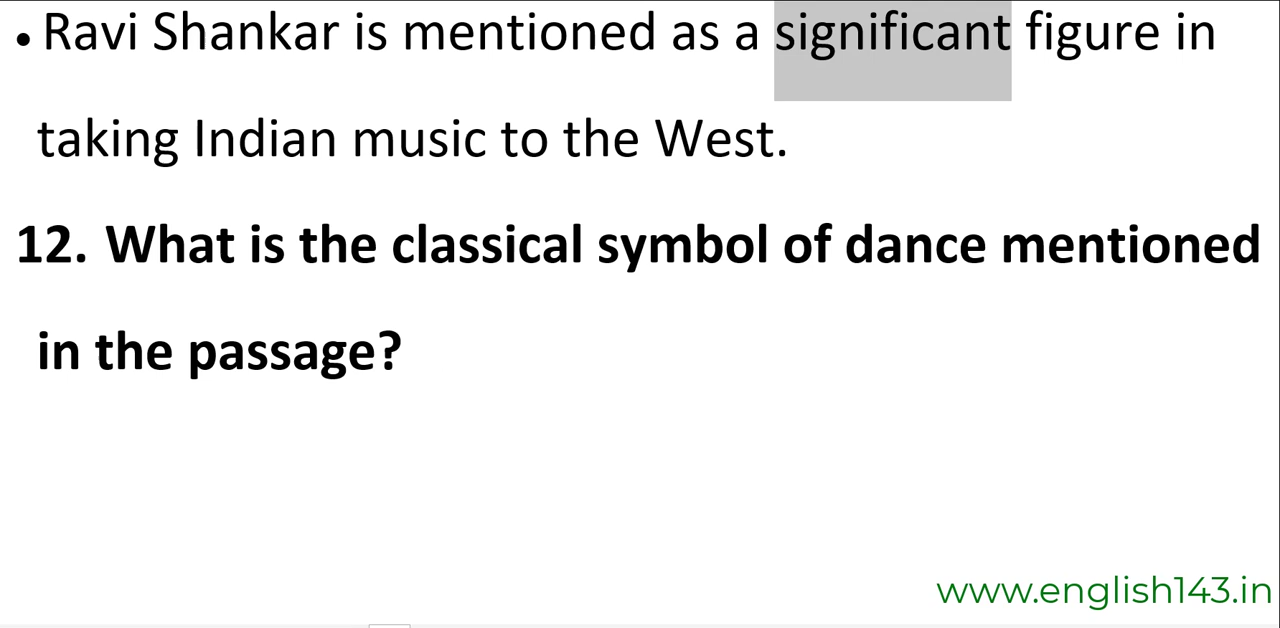 • Ravi Shankar is mentioned as a significant figure in
taking Indian music to the West.
12. What is the classical symbol of dance mentioned
in the passage?
www.english143.in